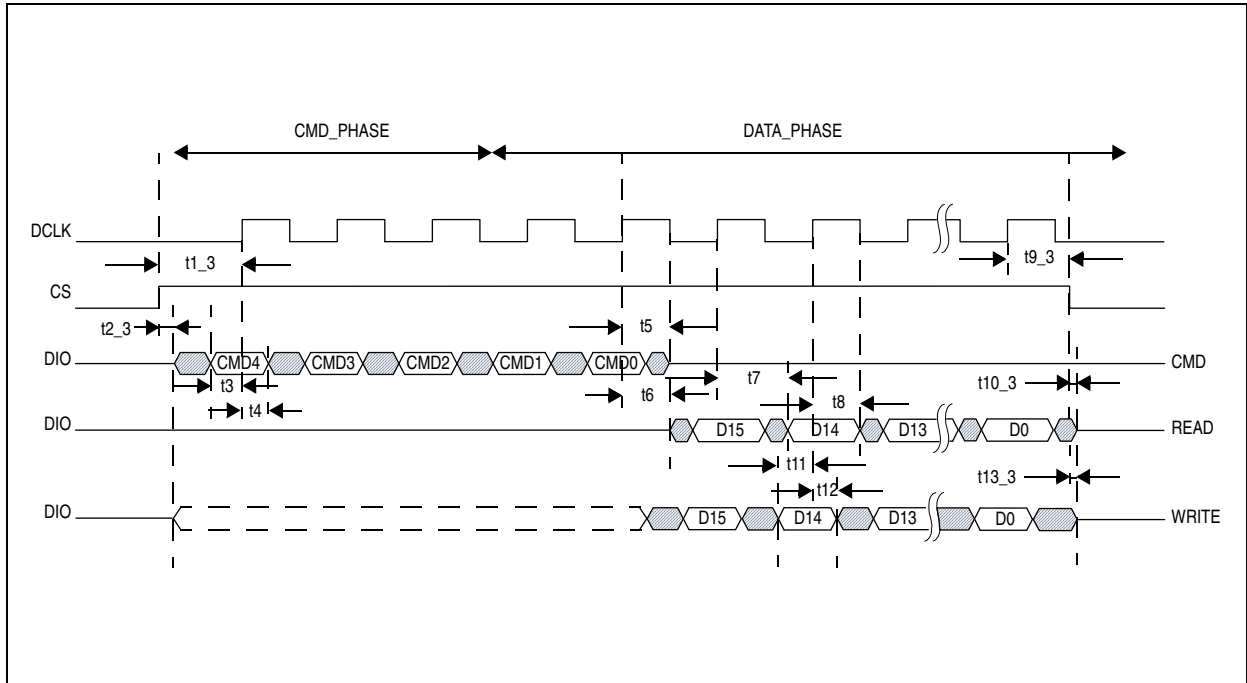 CMD_PHASE DATA_PHASE
DCLK
t1_3 t9_3
CS
t2_3 t5
DIO CMD4 CMD3 CMD2 CMD1 CMD0 CMD
t3 t6 t7 t10_3
t4 t8
DIO D15 D14 D13 D0 READ
t11 t13_3
t12
DIO D15 D14 D13 D0 WRITE